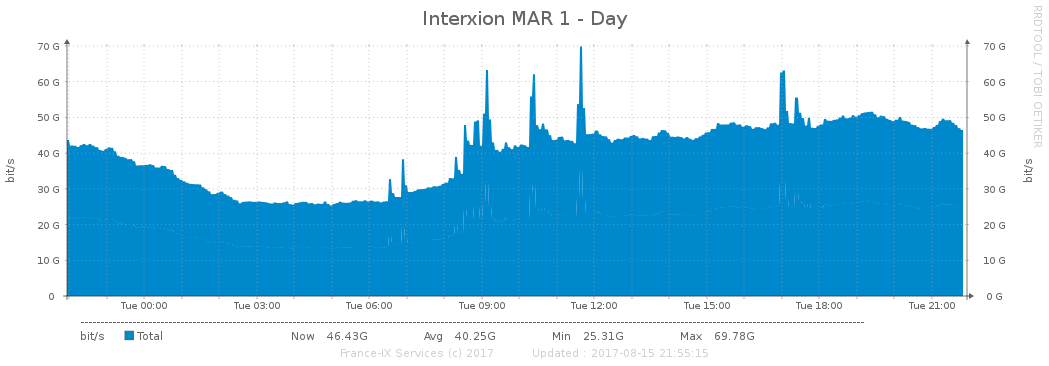 Interxion MAR 1 - Day
RRDTOOL / TOBI OETIKER
bit/s
70 G 70 G
60 G 60 G
50 G 50 G
40 G 40 G
30 G 30 G
20 G 20 G
10 G 10 G
0 0 G
bit/s
Tue 00:00 Tue 03:00 Tue 06:00 Tue 09:00 Tue 12:00 Tue 15:00 Tue 18:00 Tue 21:00
bit/s Total Now 46.43G Avg 40.25G Min 25.31G Max 69.78G
France-IX Services (c) 2017 Updated : 2017-08-15 21:55:15